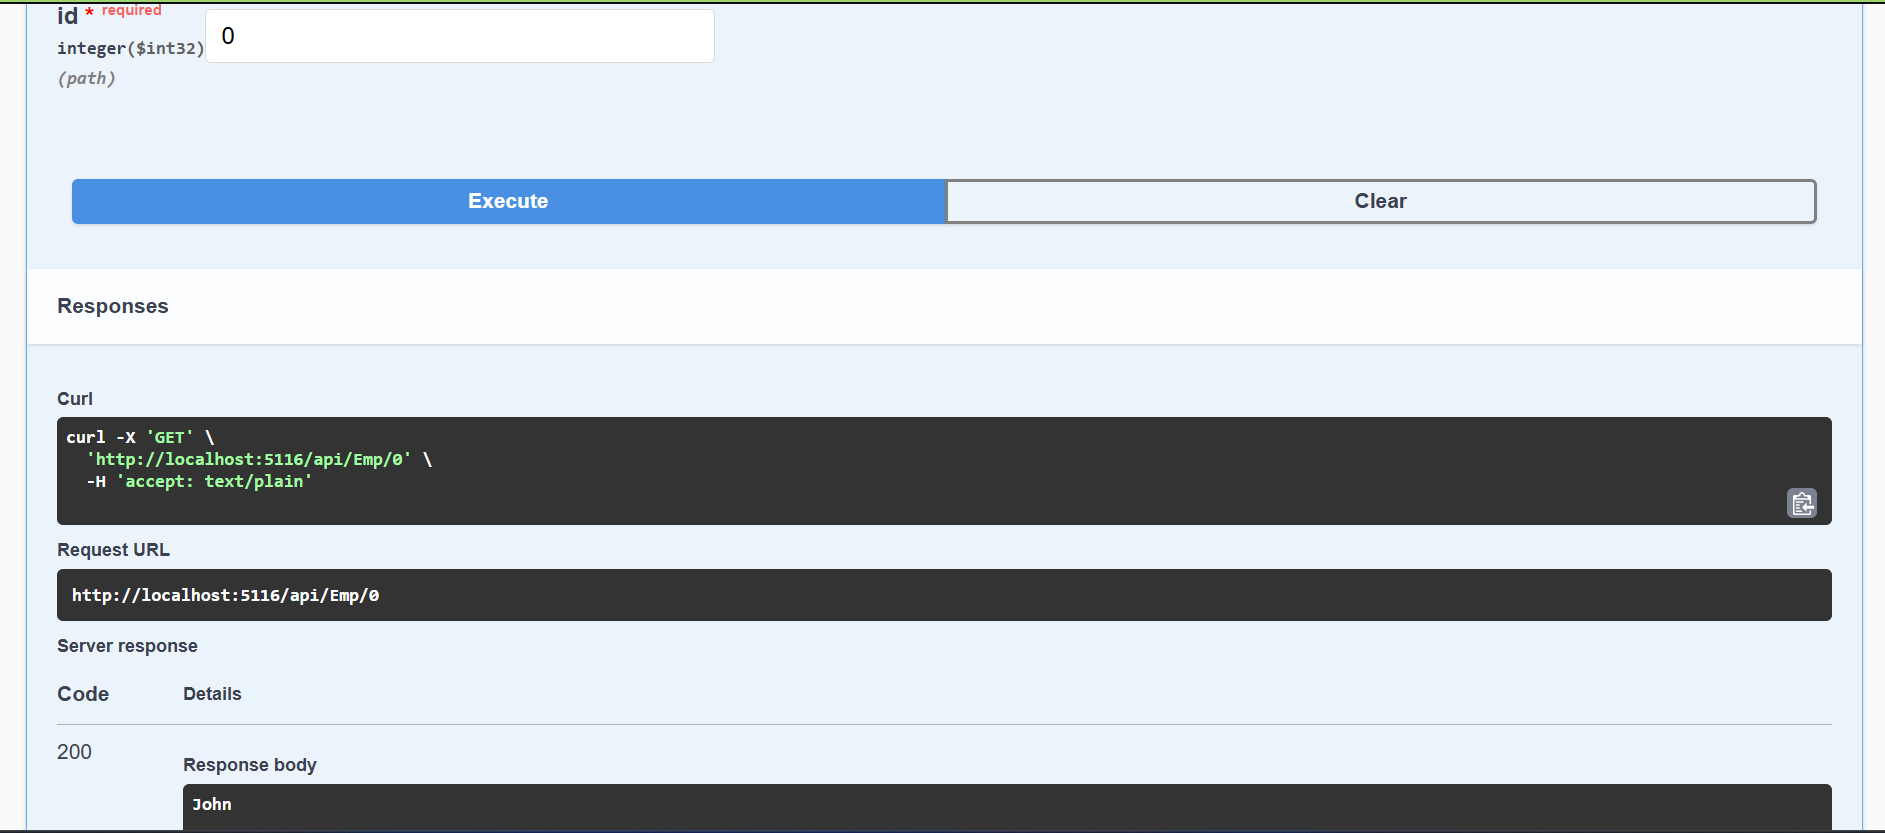 id * required
0
integer($int32)
(path)
Execute
Clear
Responses
Curl
curl -X 'GET' \
'http://localhost:5116/api/Emp/0' \
-H 'accept: text/plain'
Request URL
http://localhost:5116/api/Emp/0
Server response
Code Details
200
Response body
John